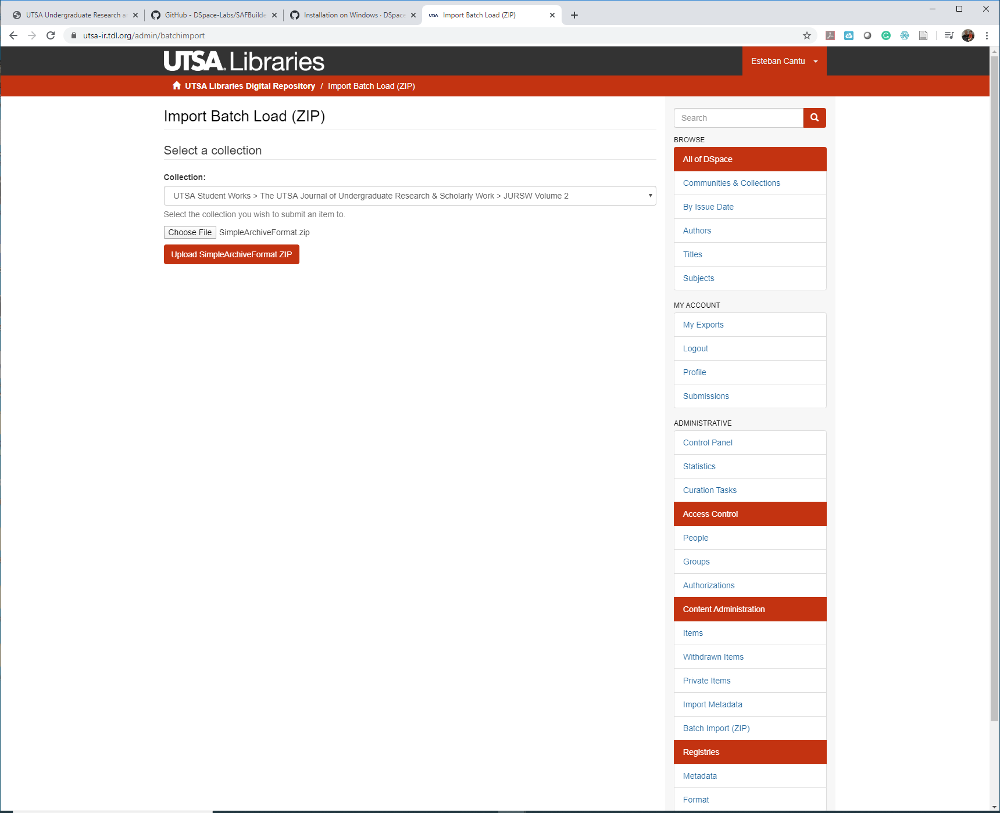 UTSA Undergraduate Research a
GitHub - DSpace-Labs/SAFBuilde
Installation on Windows · DSpace
UTSA Import Batch Load (ZIP)
utsa-ir.tdl.org/admin/batchimport
UTSA. Libraries
Esteban Cantu
UTSA Libraries Digital Repository / Import Batch Load (ZIP)
Import Batch Load (ZIP)
Select a collection
Collection:
UTSA Student Works > The UTSA Journal of Undergraduate Research & Scholarly Work > JURSW Volume 2
Select the collection you wish to submit an item to.
Choose File SimpleArchiveFormat.zip
Upload SimpleArchiveFormat ZIP
Search
BROWSE
All of DSpace
Communities & Collections
By Issue Date
Authors
Titles
Subjects
MY ACCOUNT
My Exports
Logout
Profile
Submissions
ADMINISTRATIVE
Control Panel
Statistics
Curation Tasks
Access Control
People
Groups
Authorizations
Content Administration
Items
Withdrawn Items
Private Items
Import Metadata
Batch Import (ZIP)
Registries
Metadata
Format